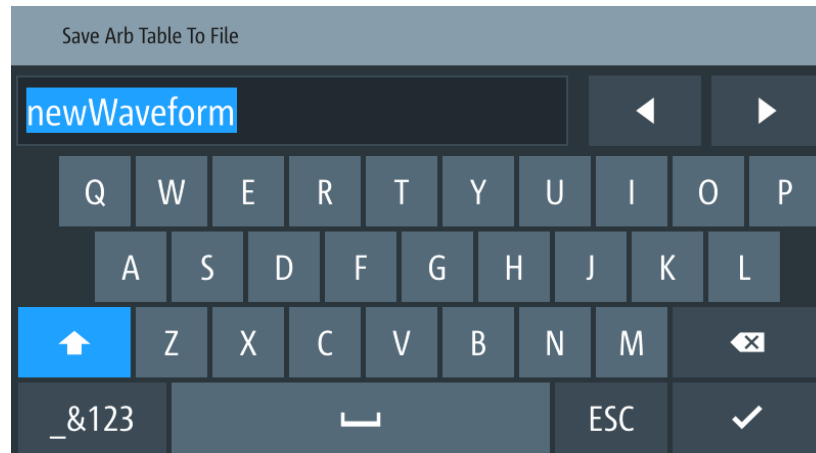 Save Arb Table To File
newWaveform
Q W E R T Y U I O P
A S D F G H J K L
Z X C V B N M
_&123 ESC